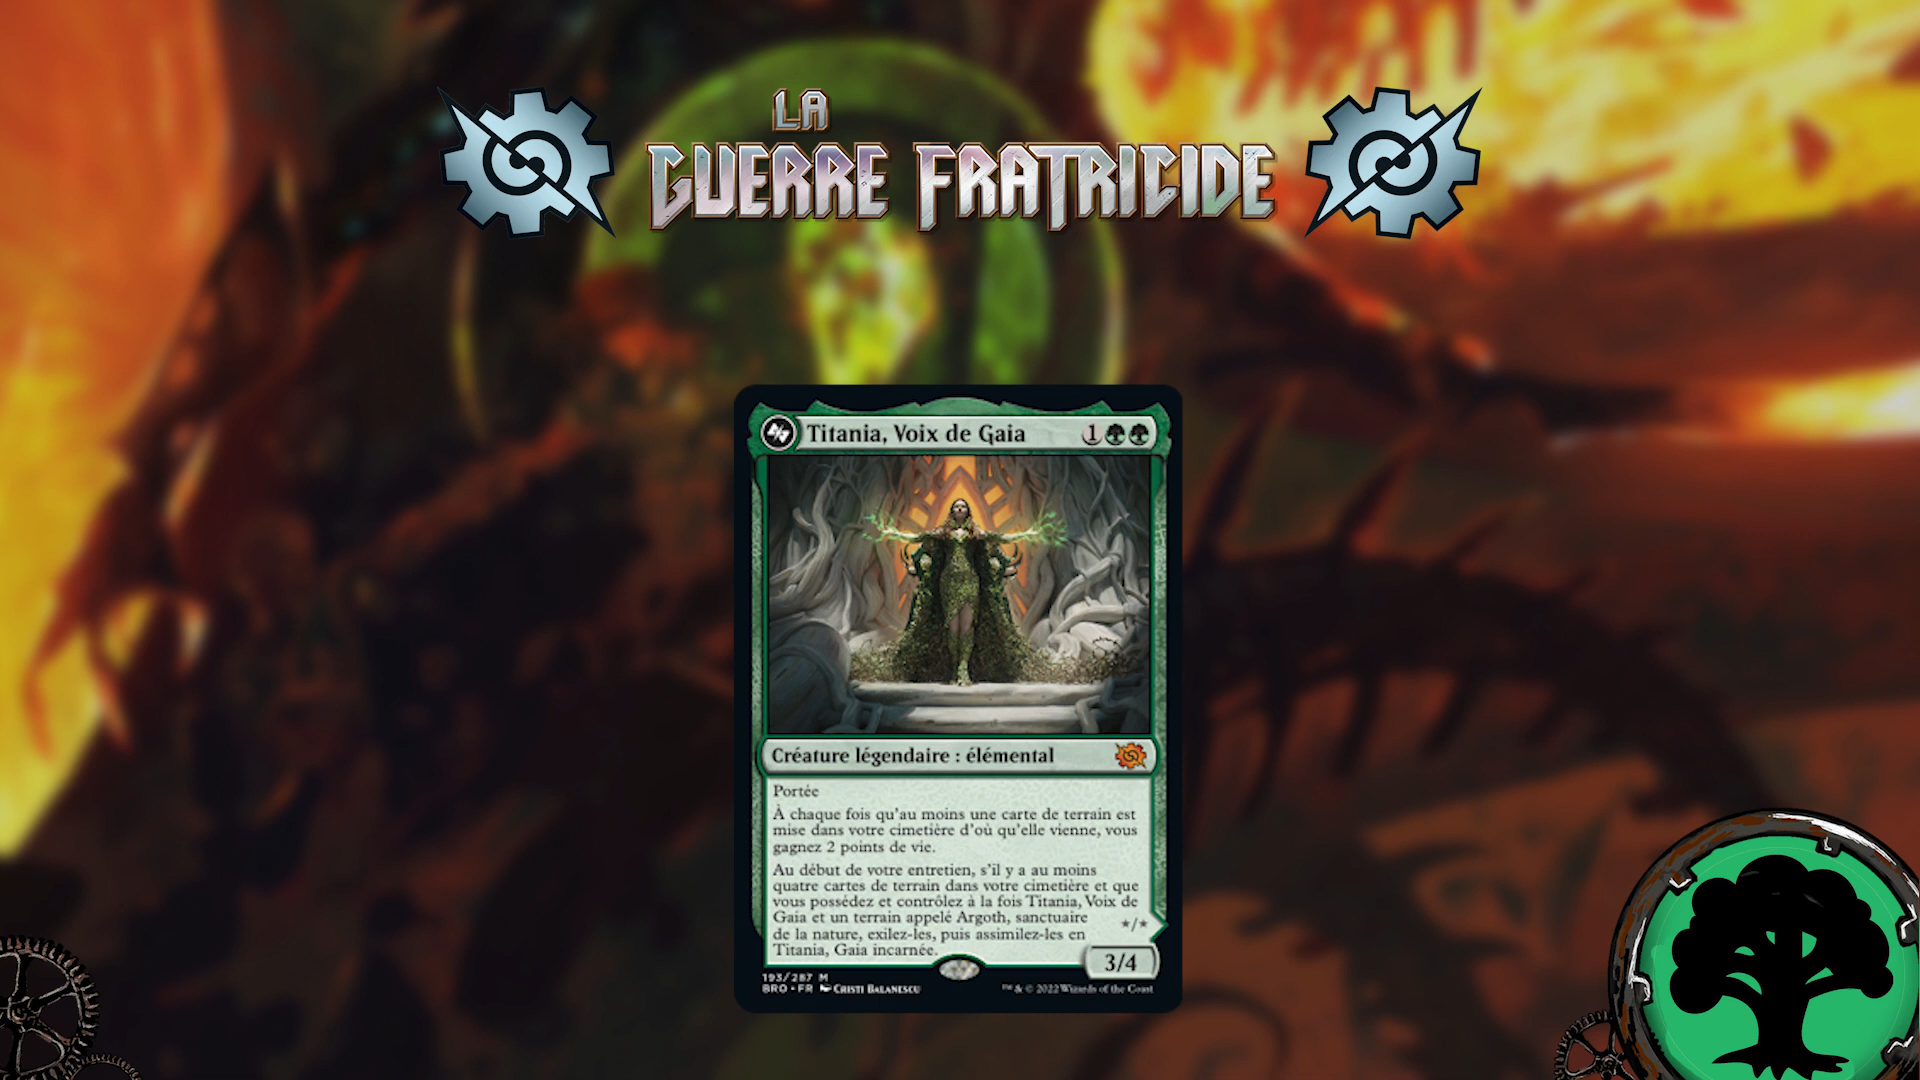 LA
GUERRE FRATRICIDE
Titania, Voix de Gaia 1
Créature légendaire : élémental
Portée
À chaque fois qu'au moins une carte de terrain est
mise dans votre cimetière d'où qu'elle vienne, vous
gagnez 2 points de vie.
Au début de votre entretien, s'il y a au moins
quatre cartes de terrain dans votre cimetière et que
vous possédez et contrôlez à la fois Titania, Voix de
Gaia et un terrain appelé Argoth, sanctuaire
de la nature, exilez-les, puis assimilez-les en
Titania, Gaia incarnée.
*/*
3/4
193/287 M
BRO • FR Cristi Balanescu
™ & © 2022 Wizards of the Coast